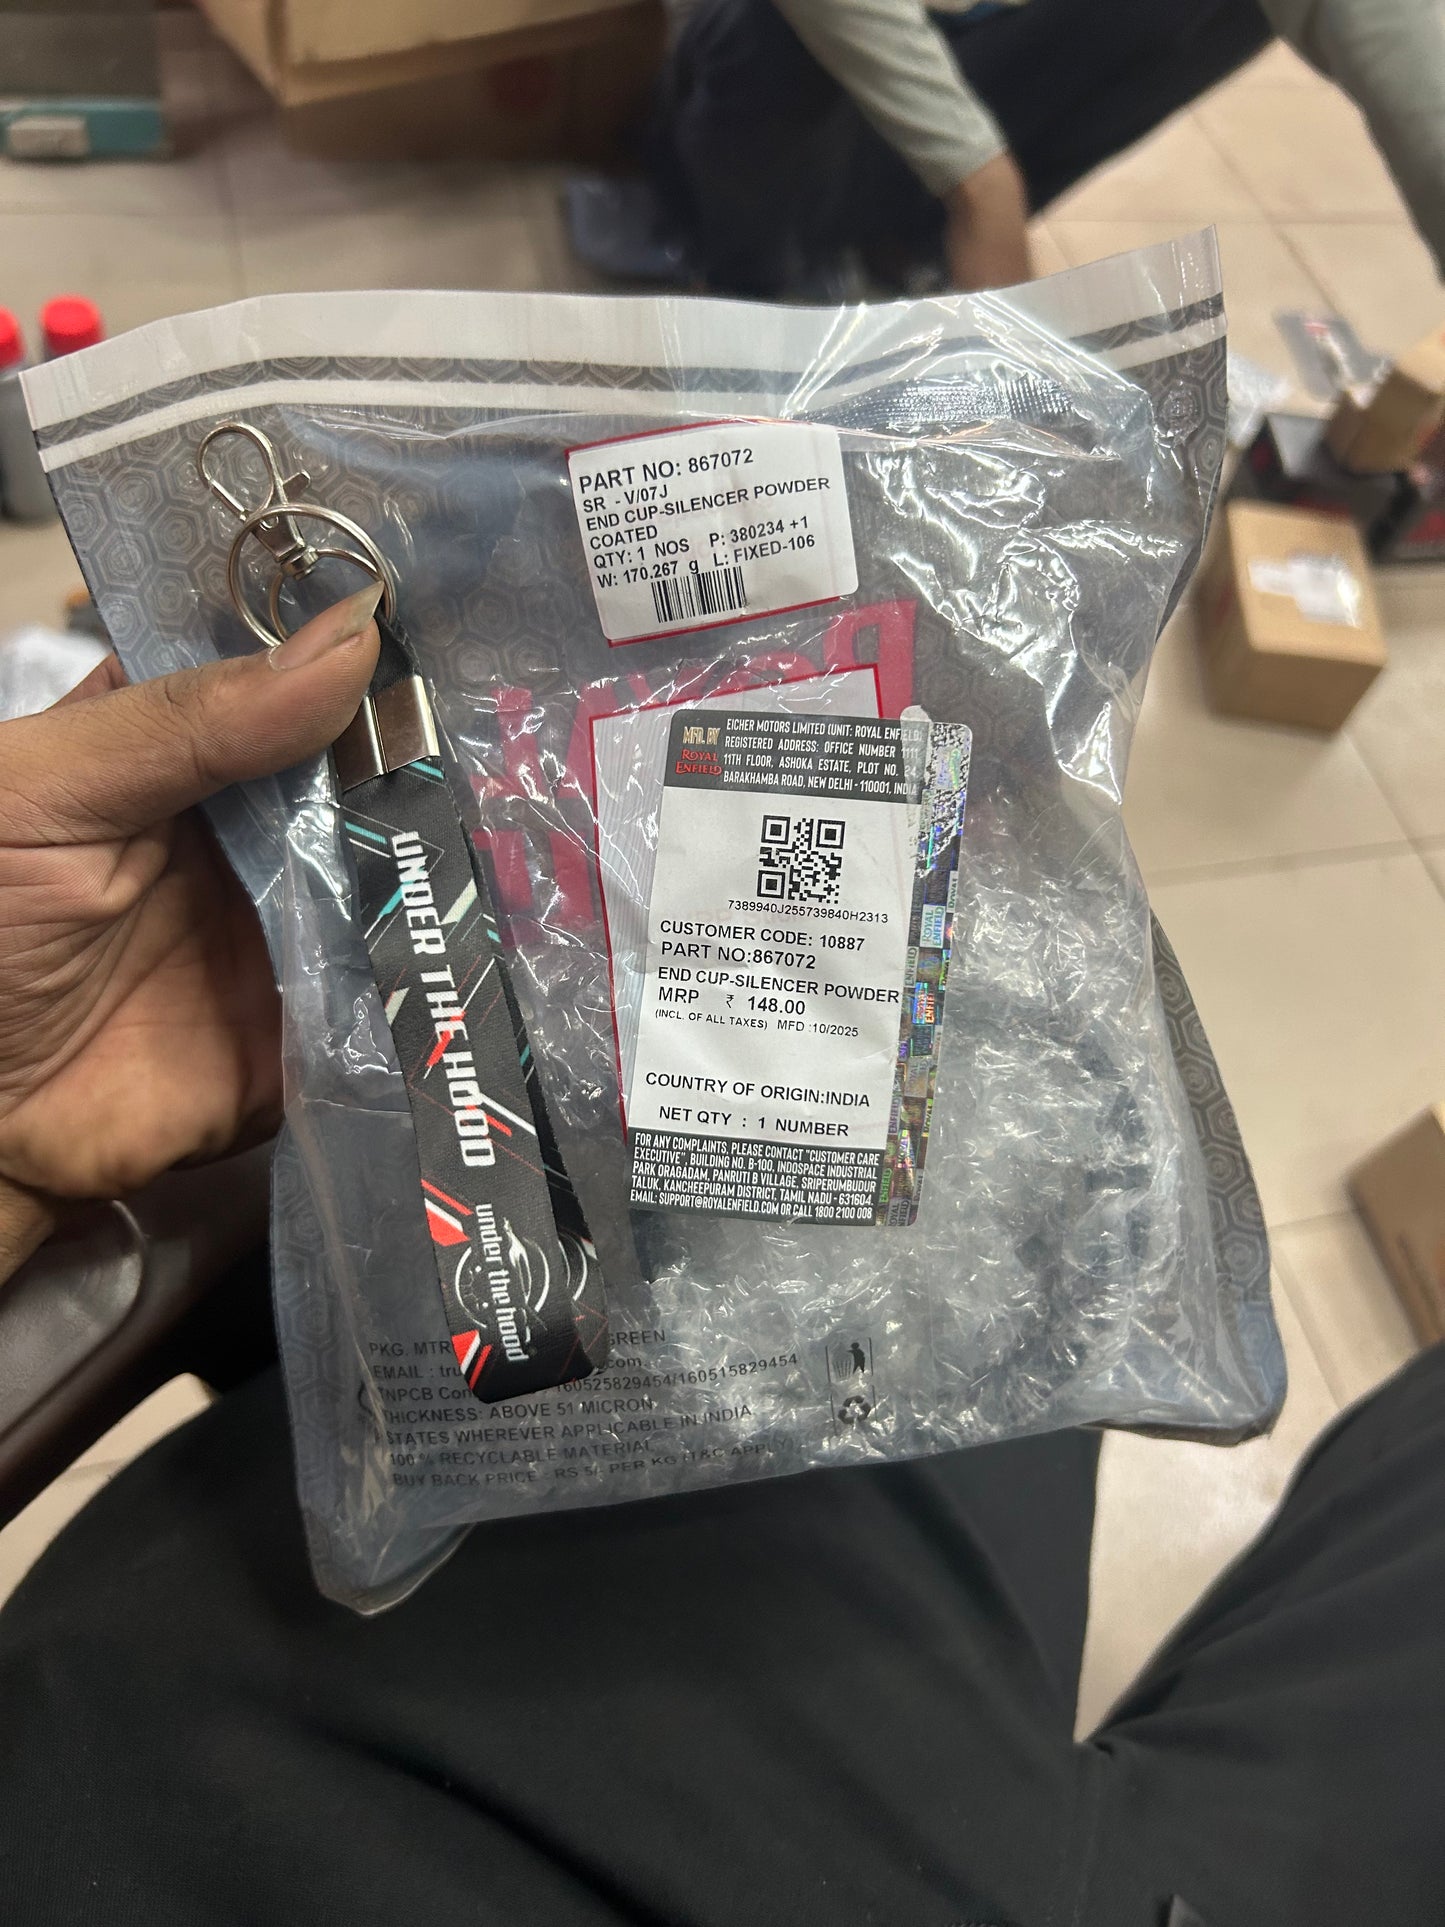 PART NO: 867072
SR - V/07J
END CUP-SILENCER POWDER
COATED
QTY: 1 NOS P: 380234 +1
W: 170.267 g L: FIXED-106
MFD. BY
ROYAL
ENFIELD
EICHER MOTORS LIMITED (UNIT: ROYAL ENFIELD)
REGISTERED ADDRESS: OFFICE NUMBER 1111
11TH FLOOR, ASHOKA ESTATE, PLOT NO. 24,
BARAKHAMBA ROAD, NEW DELHI - 110001, INDIA
7389940J255739840H2313
CUSTOMER CODE: 10887
PART NO:867072
END CUP-SILENCER POWDER
MRP ₹ 148.00
(INCL. OF ALL TAXES) MFD :10/2025
COUNTRY OF ORIGIN:INDIA
NET QTY : 1 NUMBER
FOR ANY COMPLAINTS, PLEASE CONTACT "CUSTOMER CARE
EXECUTIVE", BUILDING NO. B-100, INDOSPACE INDUSTRIAL
PARK ORAGADAM, PANRUTI B VILLAGE, SRIPERUMBUDUR
TALUK, KANCHEEPURAM DISTRICT, TAMIL NADU - 631604.
EMAIL: SUPPORT@ROYALENFIELD.COM OR CALL 1800 2100 008
ROYAL
ENFIELD
UNDER THE HOOD
under the hood
PKG. MTR GREEN
EMAIL : tru com
TNPCB Con 160525829454/160515829454
THICKNESS: ABOVE 51 MICRON
STATES WHEREVER APPLICABLE IN INDIA
100 % RECYCLABLE MATERIAL
BUY BACK PRICE - RS 5/- PER KG (T&C APPLY)